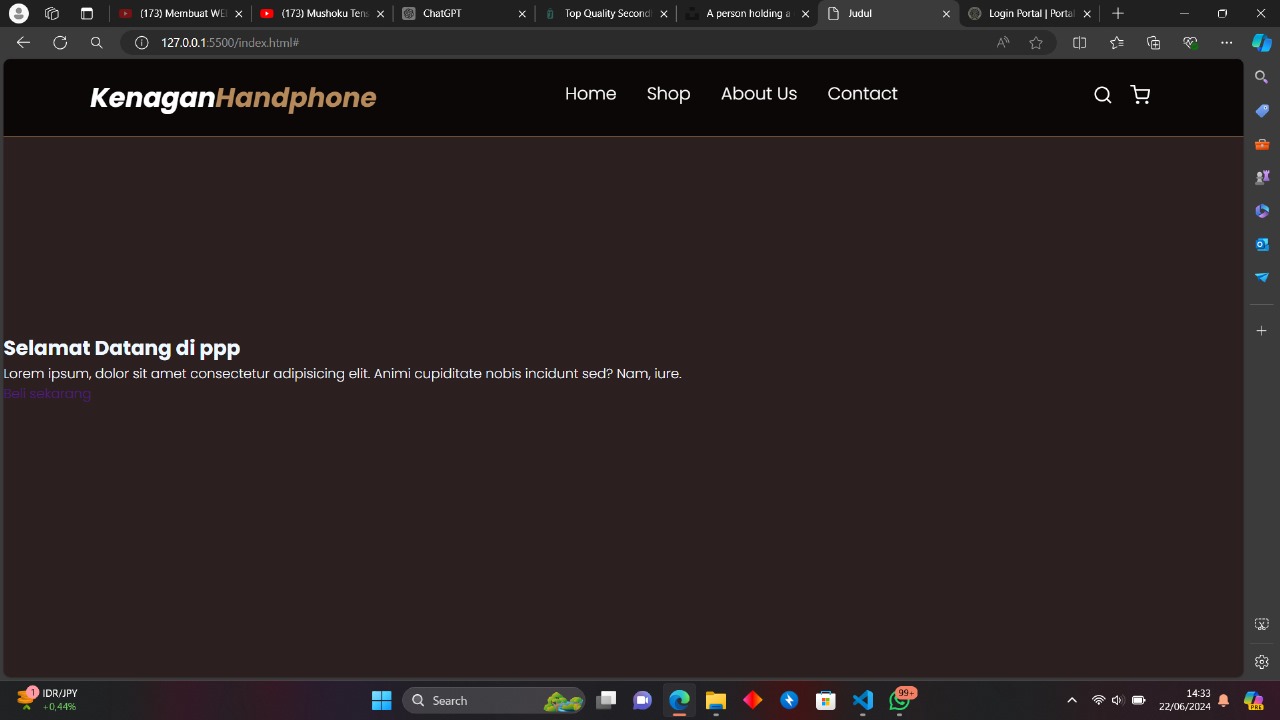 (173) Membuat WEB
(173) Mushoku Tens
ChatGPT
Top Quality Second
A person holding a
Judul
Login Portal | Portal
127.0.0.1:5500/index.html#
KenaganHandphone
Home
Shop
About Us
Contact
Selamat Datang di ppp
Lorem ipsum, dolor sit amet consectetur adipisicing elit. Animi cupiditate nobis incidunt sed? Nam, iure.
Beli sekarang
1
IDR/JPY
+0,44%
Search
99+
14:33
22/06/2024
PRE